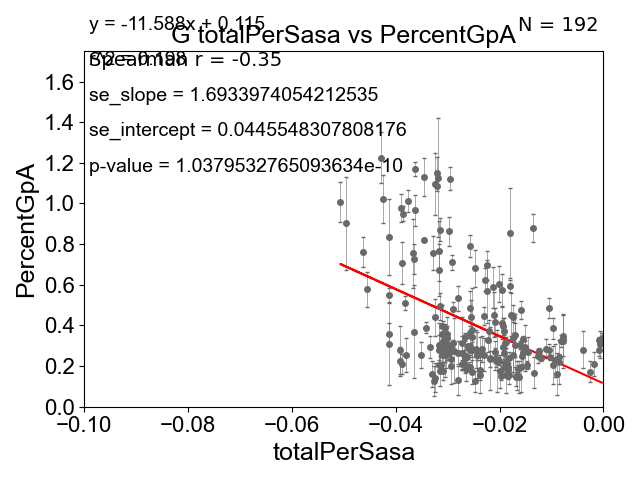 y = -11.588x + 0.115
N = 192
G totalPerSasa vs PercentGpA
Spearman r = -0.35
se_slope = 1.6933974054212535
se_intercept = 0.0445548307808176
p-value = 1.0379532765093634e-10
PercentGpA
1.6
1.4
1.2
1.0
0.8
0.6
0.4
0.2
0.0
−0.10 −0.08 −0.06 −0.04 −0.02 0.00
totalPerSasa